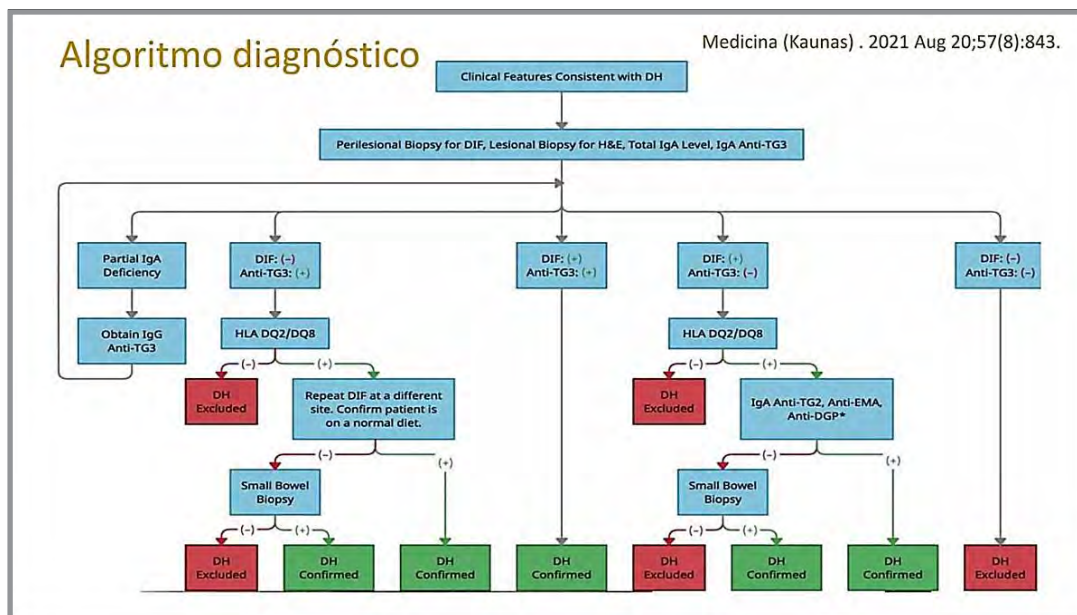 Algoritmo diagnóstico
Medicina (Kaunas) . 2021 Aug 20;57(8):843.
Clinical Features Consistent with DH
Perilesional Biopsy for DIF, Lesional Biopsy for H&E, Total IgA Level, IgA Anti-TG3
Partial IgA
Deficiency
DIF: (−)
Anti-TG3: (+)
DIF: (+)
Anti-TG3: (+)
DIF: (+)
Anti-TG3: (−)
DIF: (−)
Anti-TG3: (−)
Obtain IgG
Anti-TG3
HLA DQ2/DQ8
HLA DQ2/DQ8
(−)
(+)
(−)
(+)
DH
Excluded
Repeat DIF at a different
site. Confirm patient is
on a normal diet.
DH
Excluded
IgA Anti-TG2, Anti-EMA,
Anti-DGP*
(−)
(+)
(−)
(+)
Small Bowel
Biopsy
Small Bowel
Biopsy
(−)
(+)
(−)
(+)
DH
Excluded
DH
Confirmed
DH
Confirmed
DH
Confirmed
DH
Excluded
DH
Confirmed
DH
Confirmed
DH
Excluded